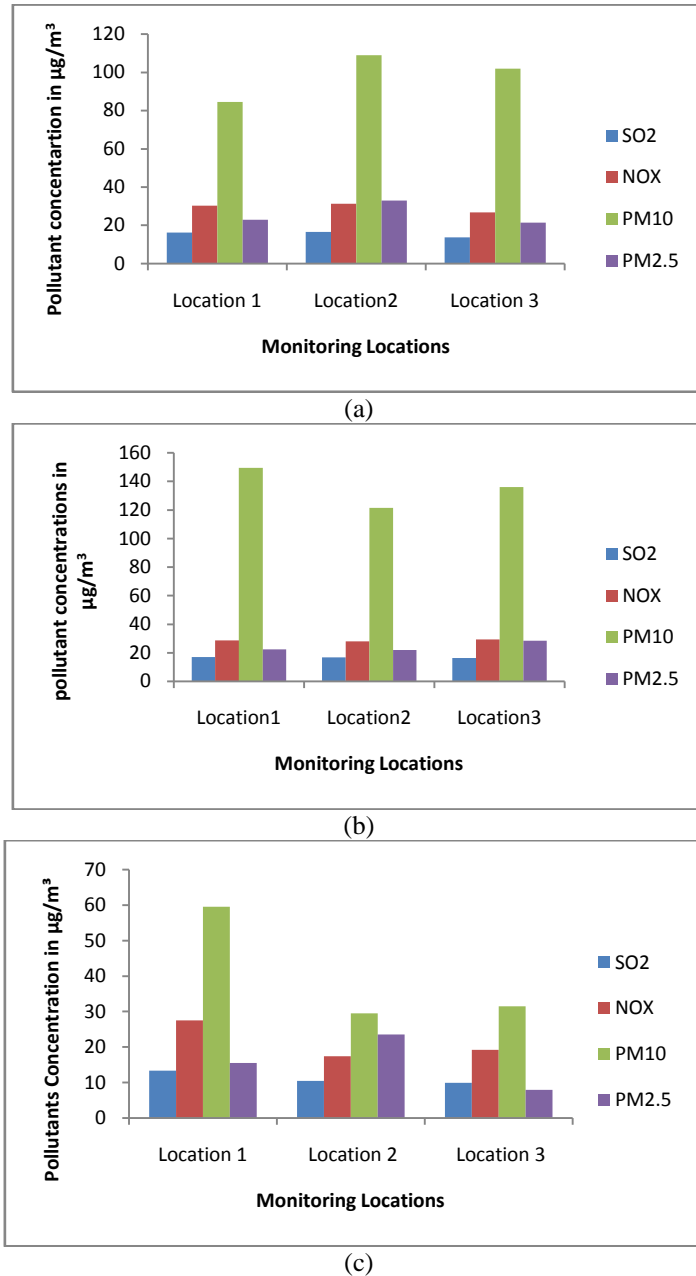 Pollutant concentartion in µg/m³
120
100
80
60
40
20
0
Location 1 Location2 Location 3
Monitoring Locations
SO2
NOX
PM10
PM2.5
(a)
pollutant concentrations in
µg/m³
160
140
120
100
80
60
40
20
0
Location1 Location2 Location3
Monitoring Locations
SO2
NOX
PM10
PM2.5
(b)
Pollutants Concentration in µg/m³
70
60
50
40
30
20
10
0
Location 1 Location 2 Location 3
Monitoring Locations
SO2
NOX
PM10
PM2.5
(c)